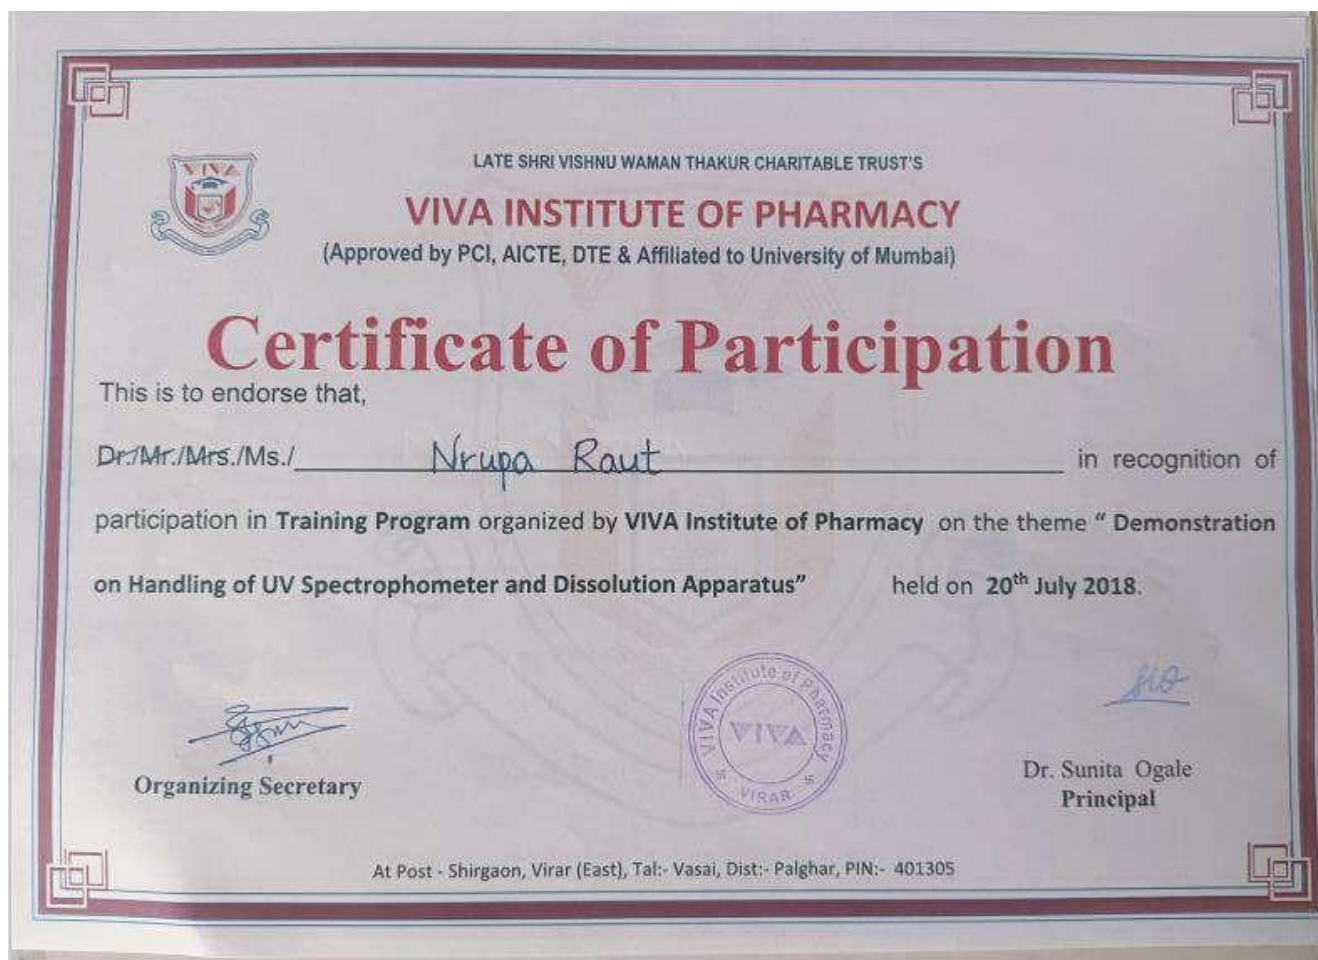 VIVA
LATE SHRI VISHNU WAMAN THAKUR CHARITABLE TRUST'S
VIVA INSTITUTE OF PHARMACY
(Approved by PCI, AICTE, DTE & Affiliated to University of Mumbai)
Certificate of Participation
This is to endorse that,
Dr./Mr./Mrs./Ms./ Nrupa Raut in recognition of
participation in Training Program organized by VIVA Institute of Pharmacy on the theme " Demonstration
on Handling of UV Spectrophometer and Dissolution Apparatus" held on 20th July 2018.
VIVA Institute of Pharmacy
VIVA
VIRAR
Organizing Secretary
Dr. Sunita Ogale
Principal
At Post - Shirgaon, Virar (East), Tal:- Vasai, Dist:- Palghar, PIN:- 401305